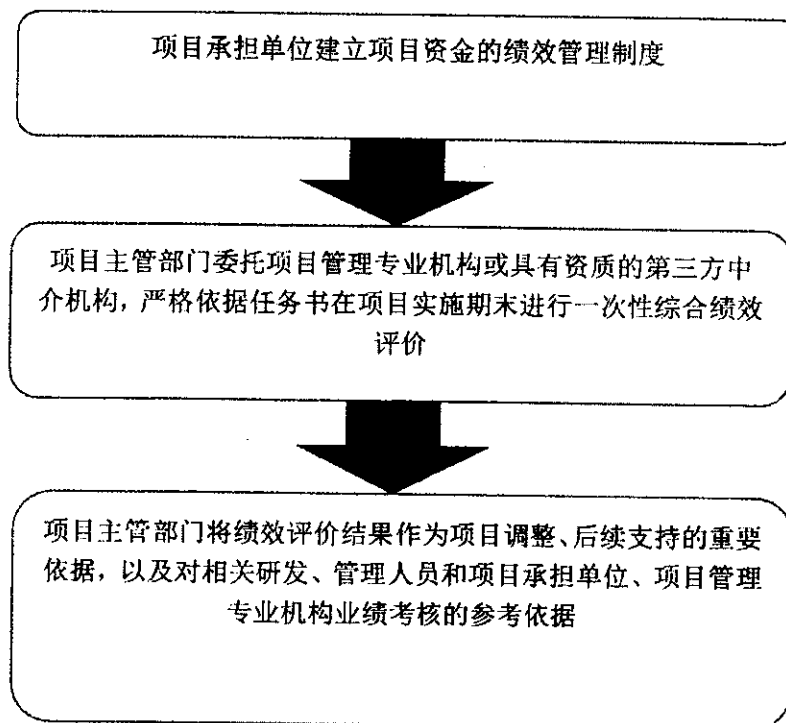 项目承担单位建立项目资金的绩效管理制度
项目主管部门委托项目管理专业机构或具有资质的第三方中
介机构，严格依据任务书在项目实施期末进行一次性综合绩效
评价
项目主管部门将绩效评价结果作为项目调整、后续支持的重要
依据，以及对相关研发、管理人员和项目承担单位、项目管理
专业机构业绩考核的参考依据